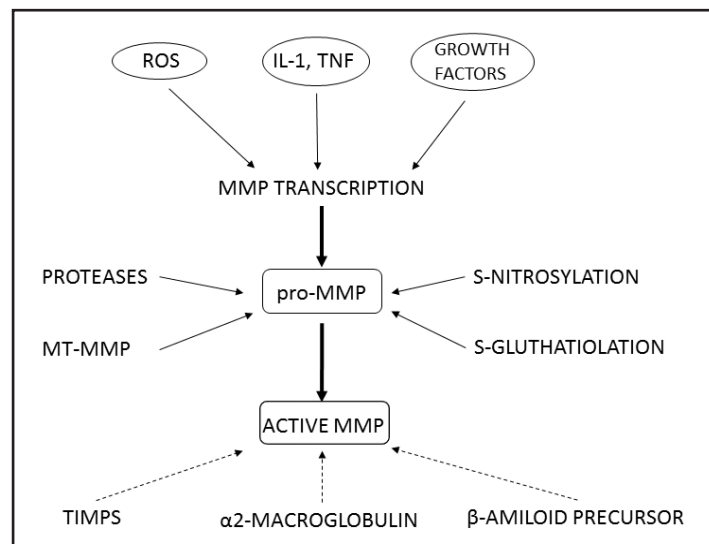 ROS
IL-1, TNF
GROWTH
FACTORS
MMP TRANSCRIPTION
PROTEASES
pro-MMP
S-NITROSYLATION
MT-MMP
S-GLUTHATIOLATION
ACTIVE MMP
TIMPS
α2-MACROGLOBULIN
β-AMILOID PRECURSOR